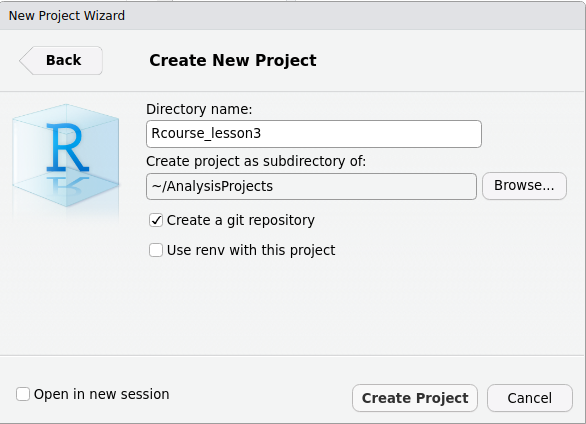 New Project Wizard
Back
Create New Project
Directory name:
Rcourse_lesson3
Create project as subdirectory of:
~/AnalysisProjects
Browse...
Create a git repository
Use renv with this project
R
Open in new session
Create Project
Cancel